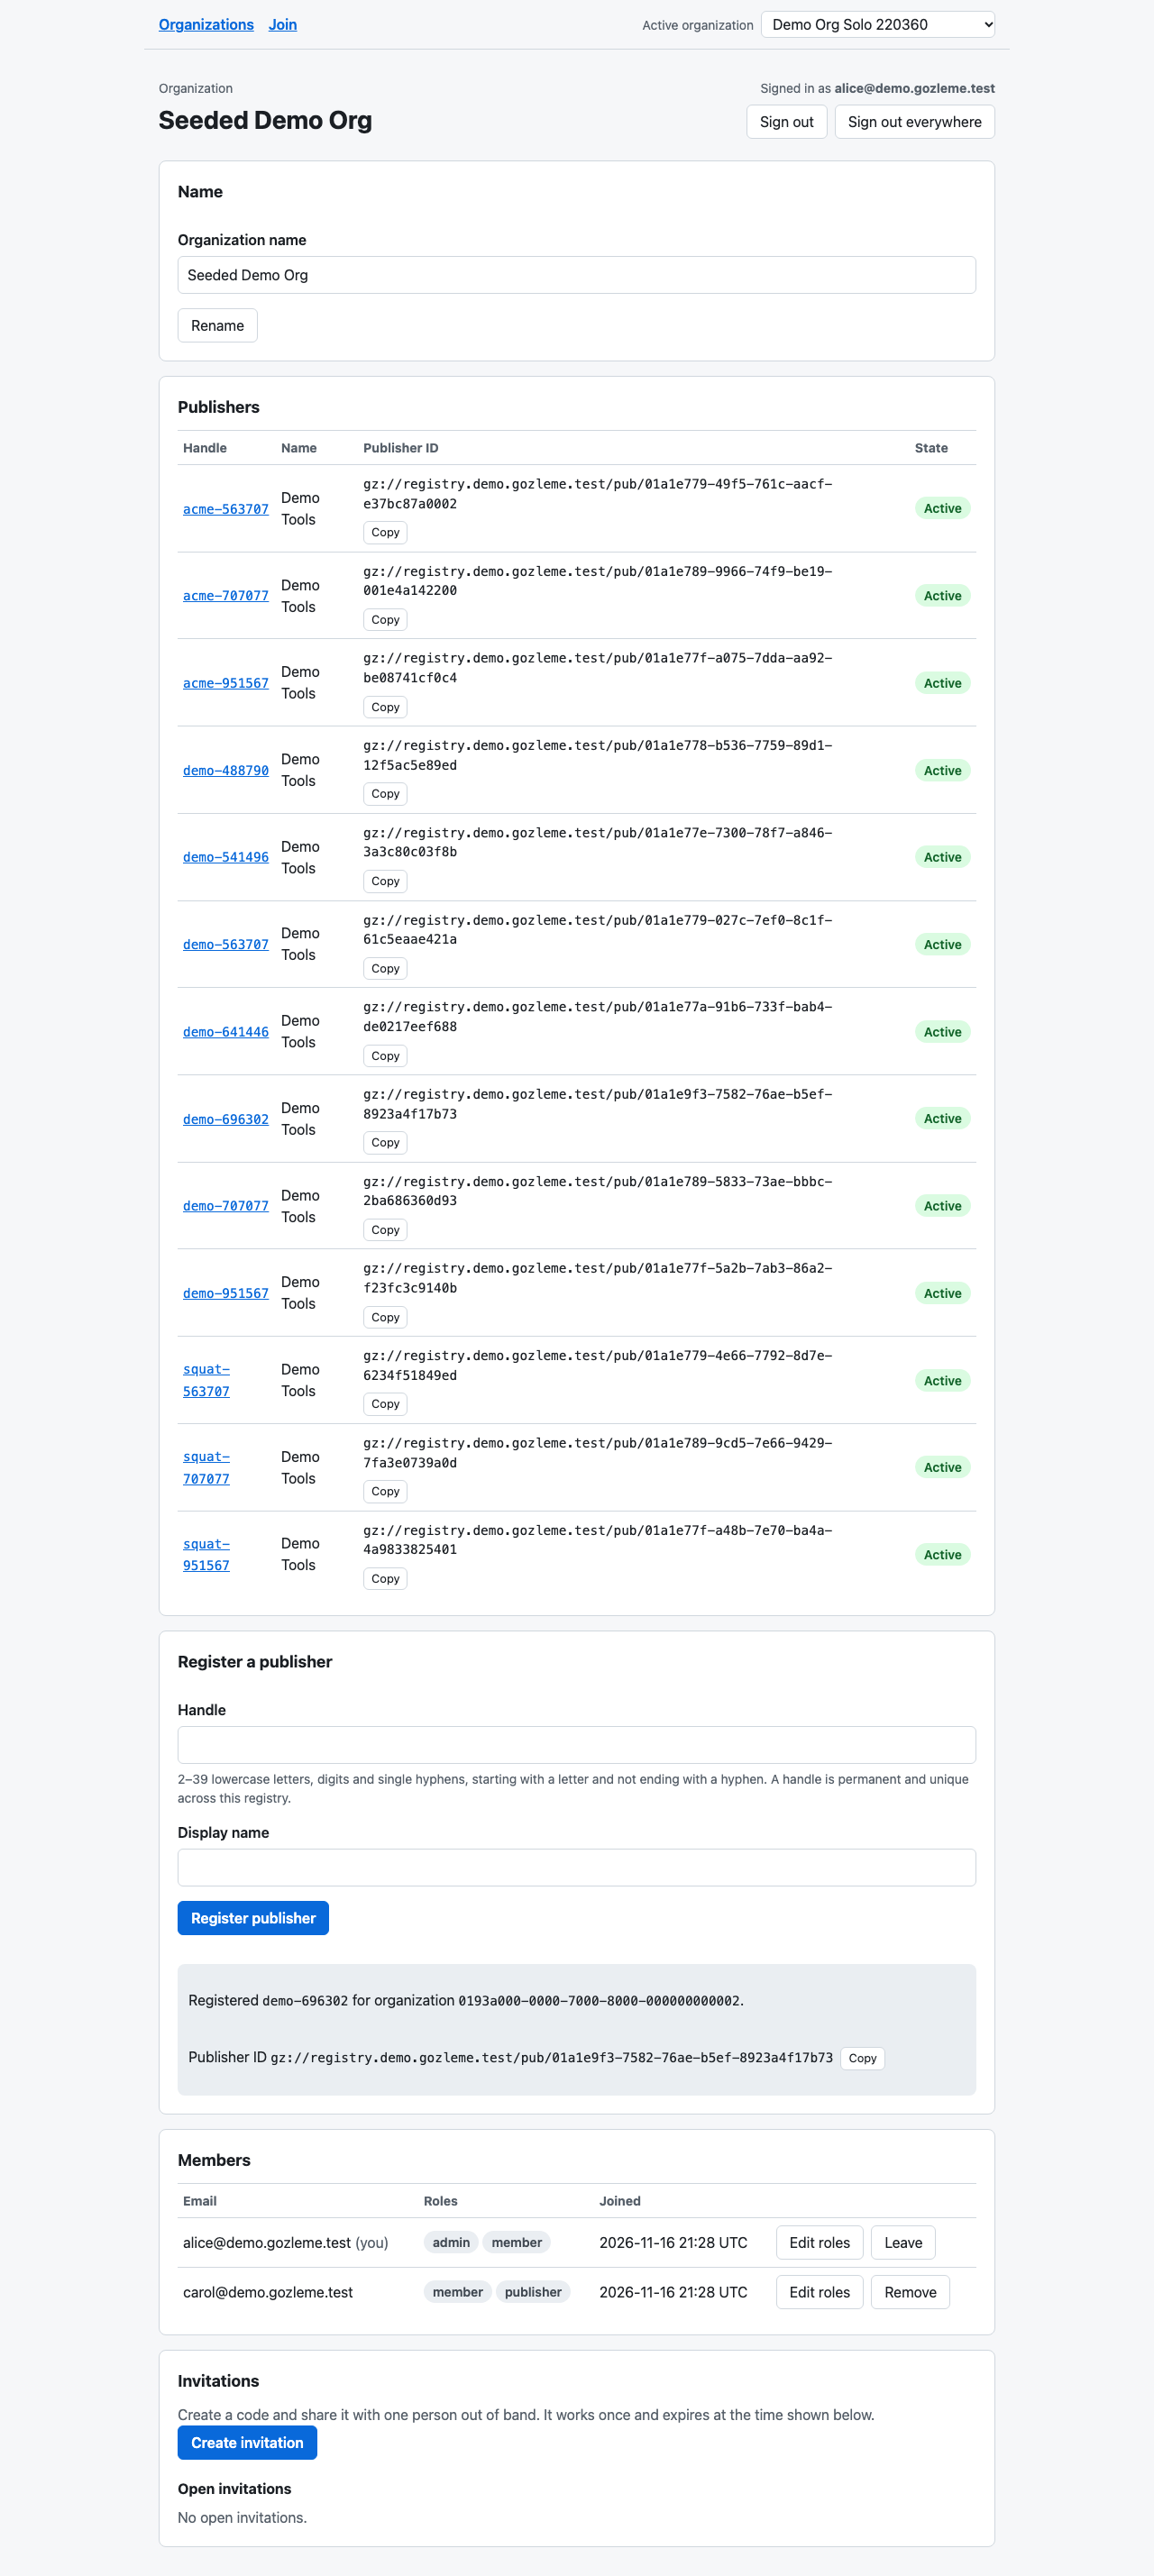 Organizations Join Active organization Demo Org Solo 220360
Organization Signed in as alice@demo.gozleme.test
Seeded Demo Org Sign out Sign out everywhere
Name
Organization name
Seeded Demo Org
Rename
Publishers
Handle Name Publisher ID State
acme-563707 Demo Tools gz://registry.demo.gozleme.test/pub/01a1e779-49f5-761c-aacf-
e37bc87a0002 Active
Copy
acme-707077 Demo Tools gz://registry.demo.gozleme.test/pub/01a1e789-9966-74f9-be19-
001e4a142200 Active
Copy
acme-951567 Demo Tools gz://registry.demo.gozleme.test/pub/01a1e77f-a075-7dda-aa92-
be08741cf0c4 Active
Copy
demo-488790 Demo Tools gz://registry.demo.gozleme.test/pub/01a1e778-b536-7759-89d1-
12f5ac5e89ed Active
Copy
demo-541496 Demo Tools gz://registry.demo.gozleme.test/pub/01a1e77e-7300-78f7-a846-
3a3c80c03f8b Active
Copy
demo-563707 Demo Tools gz://registry.demo.gozleme.test/pub/01a1e779-027c-7ef0-8c1f-
61c5eaae421a Active
Copy
demo-641446 Demo Tools gz://registry.demo.gozleme.test/pub/01a1e77a-91b6-733f-bab4-
de0217eef688 Active
Copy
demo-696302 Demo Tools gz://registry.demo.gozleme.test/pub/01a1e9f3-7582-76ae-b5ef-
8923a4f17b73 Active
Copy
demo-707077 Demo Tools gz://registry.demo.gozleme.test/pub/01a1e789-5833-73ae-bbbc-
2ba686360d93 Active
Copy
demo-951567 Demo Tools gz://registry.demo.gozleme.test/pub/01a1e77f-5a2b-7ab3-86a2-
f23fc3c9140b Active
Copy
squat-563707 Demo Tools gz://registry.demo.gozleme.test/pub/01a1e779-4e66-7792-8d7e-
6234f51849ed Active
Copy
squat-707077 Demo Tools gz://registry.demo.gozleme.test/pub/01a1e789-9cd5-7e66-9429-
7fa3e0739a0d Active
Copy
squat-951567 Demo Tools gz://registry.demo.gozleme.test/pub/01a1e77f-a48b-7e70-ba4a-
4a9833825401 Active
Copy
Register a publisher
Handle
2–39 lowercase letters, digits and single hyphens, starting with a letter and not ending with a hyphen. A handle is permanent and unique
across this registry.
Display name
Register publisher
Registered demo-696302 for organization 0193a000-0000-7000-8000-000000000002.
Publisher ID gz://registry.demo.gozleme.test/pub/01a1e9f3-7582-76ae-b5ef-8923a4f17b73 Copy
Members
Email Roles Joined
alice@demo.gozleme.test (you) admin member 2026-11-16 21:28 UTC Edit roles Leave
carol@demo.gozleme.test member publisher 2026-11-16 21:28 UTC Edit roles Remove
Invitations
Create a code and share it with one person out of band. It works once and expires at the time shown below.
Create invitation
Open invitations
No open invitations.